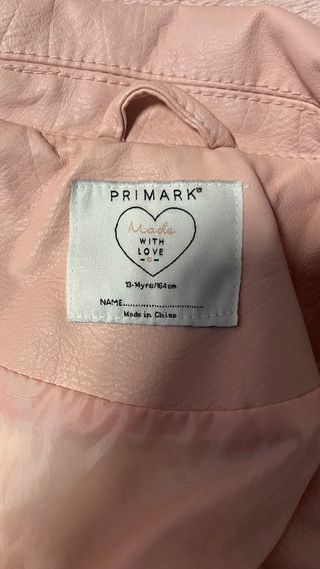 PRIMARK®
Made
WITH
LOVE
13-14yrs/164cm
NAME..............................
Made in China